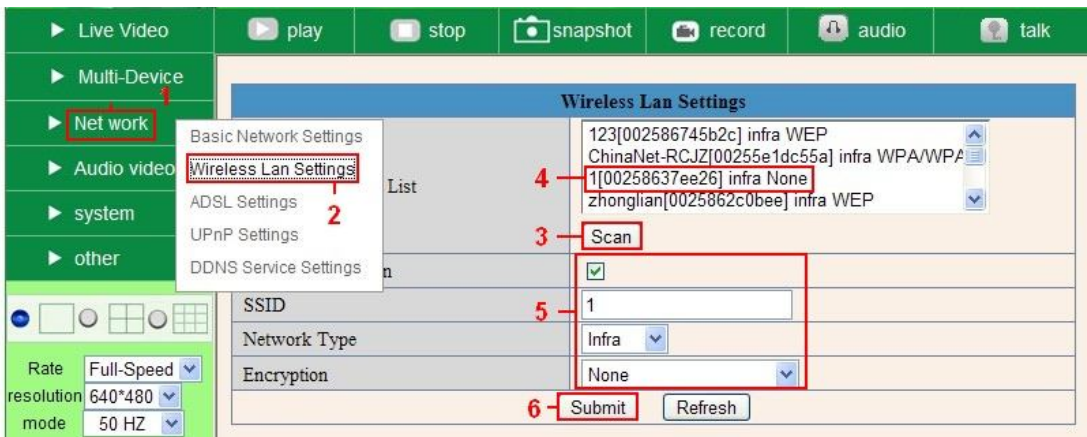 Live Video
play
stop
snapshot
record
audio
talk
Multi-Device
1
Net work
Audio video
system
other
Basic Network Settings
Wireless Lan Settings
2
ADSL Settings
UPnP Settings
DDNS Service Settings
Wireless Lan Settings
List
123[002586745b2c] infra WEP
ChinaNet-RCJZ[00255e1dc55a] infra WPA/WPA
4
1[00258637ee26] infra None
zhonglian[0025862c0bee] infra WEP
3
Scan
n
SSID
5
1
Network Type
Infra
Encryption
None
6
Submit
Refresh
Rate
Full-Speed
resolution
640*480
mode
50 HZ